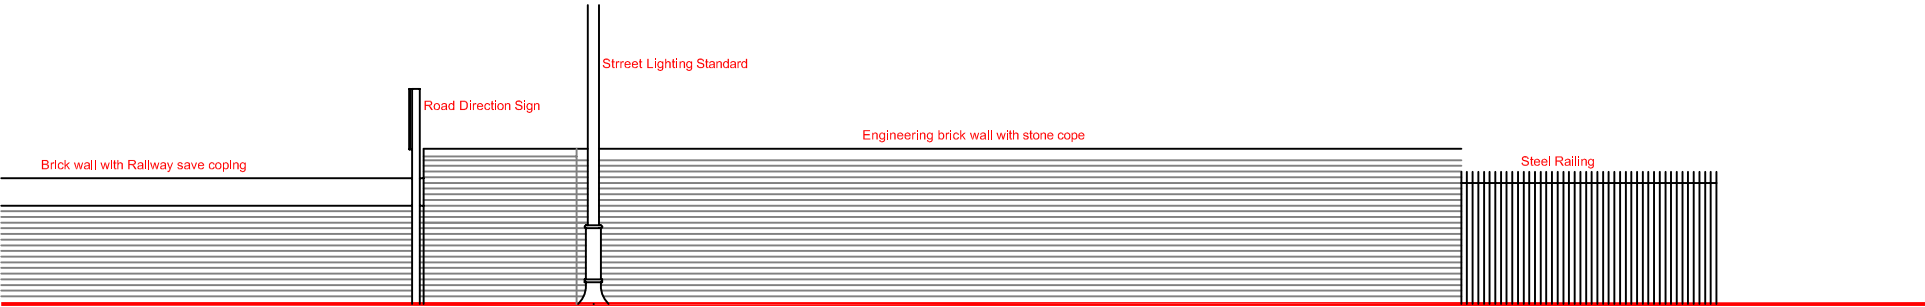 Strreet Lighting Standard
Road Direction Sign
Engineering brick wall with stone cope
Brick wall with Railway save coping
Steel Railing